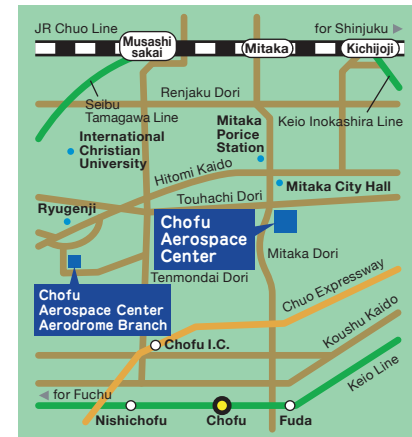 JR Chuo Line
for Shinjuku ▶
Musashi
sakai
Mitaka
Kichijoji
Renjaku Dori
Seibu
Tamagawa Line
Keio Inokashira Line
International
Christian
University
Mitaka
Porice
Station
Hitomi Kaido
Mitaka City Hall
Touhachi Dori
Ryugenji
Chofu
Aerospace
Center
Mitaka Dori
Tenmondai Dori
Chofu
Aerospace Center
Aerodrome Branch
Chuo Expressway
Koushu Kaido
Chofu I.C.
Keio Line
◀ for Fuchu
Nishichofu
Chofu
Fuda